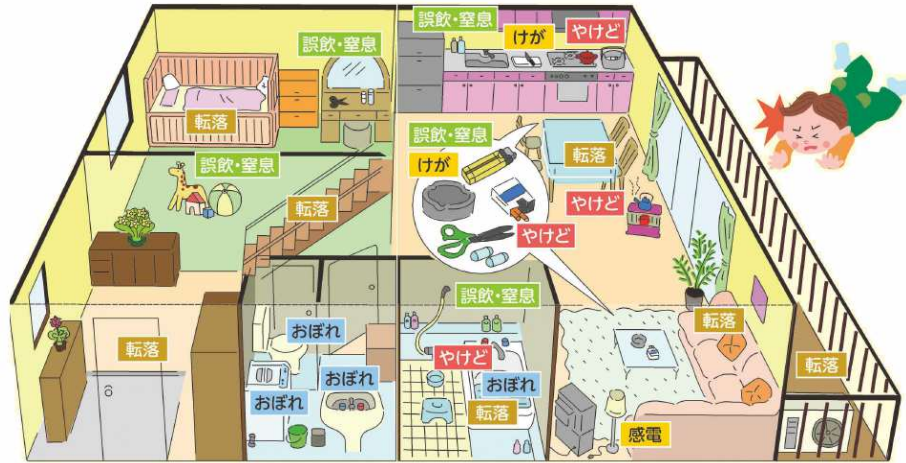 誤飲・窒息
けが
やけど
誤飲・窒息
転落
誤飲・窒息
けが
転落
誤飲・窒息
転落
やけど
やけど
誤飲・窒息
おぼれ
転落
転落
やけど
おぼれ
おぼれ
おぼれ
転落
転落
感電